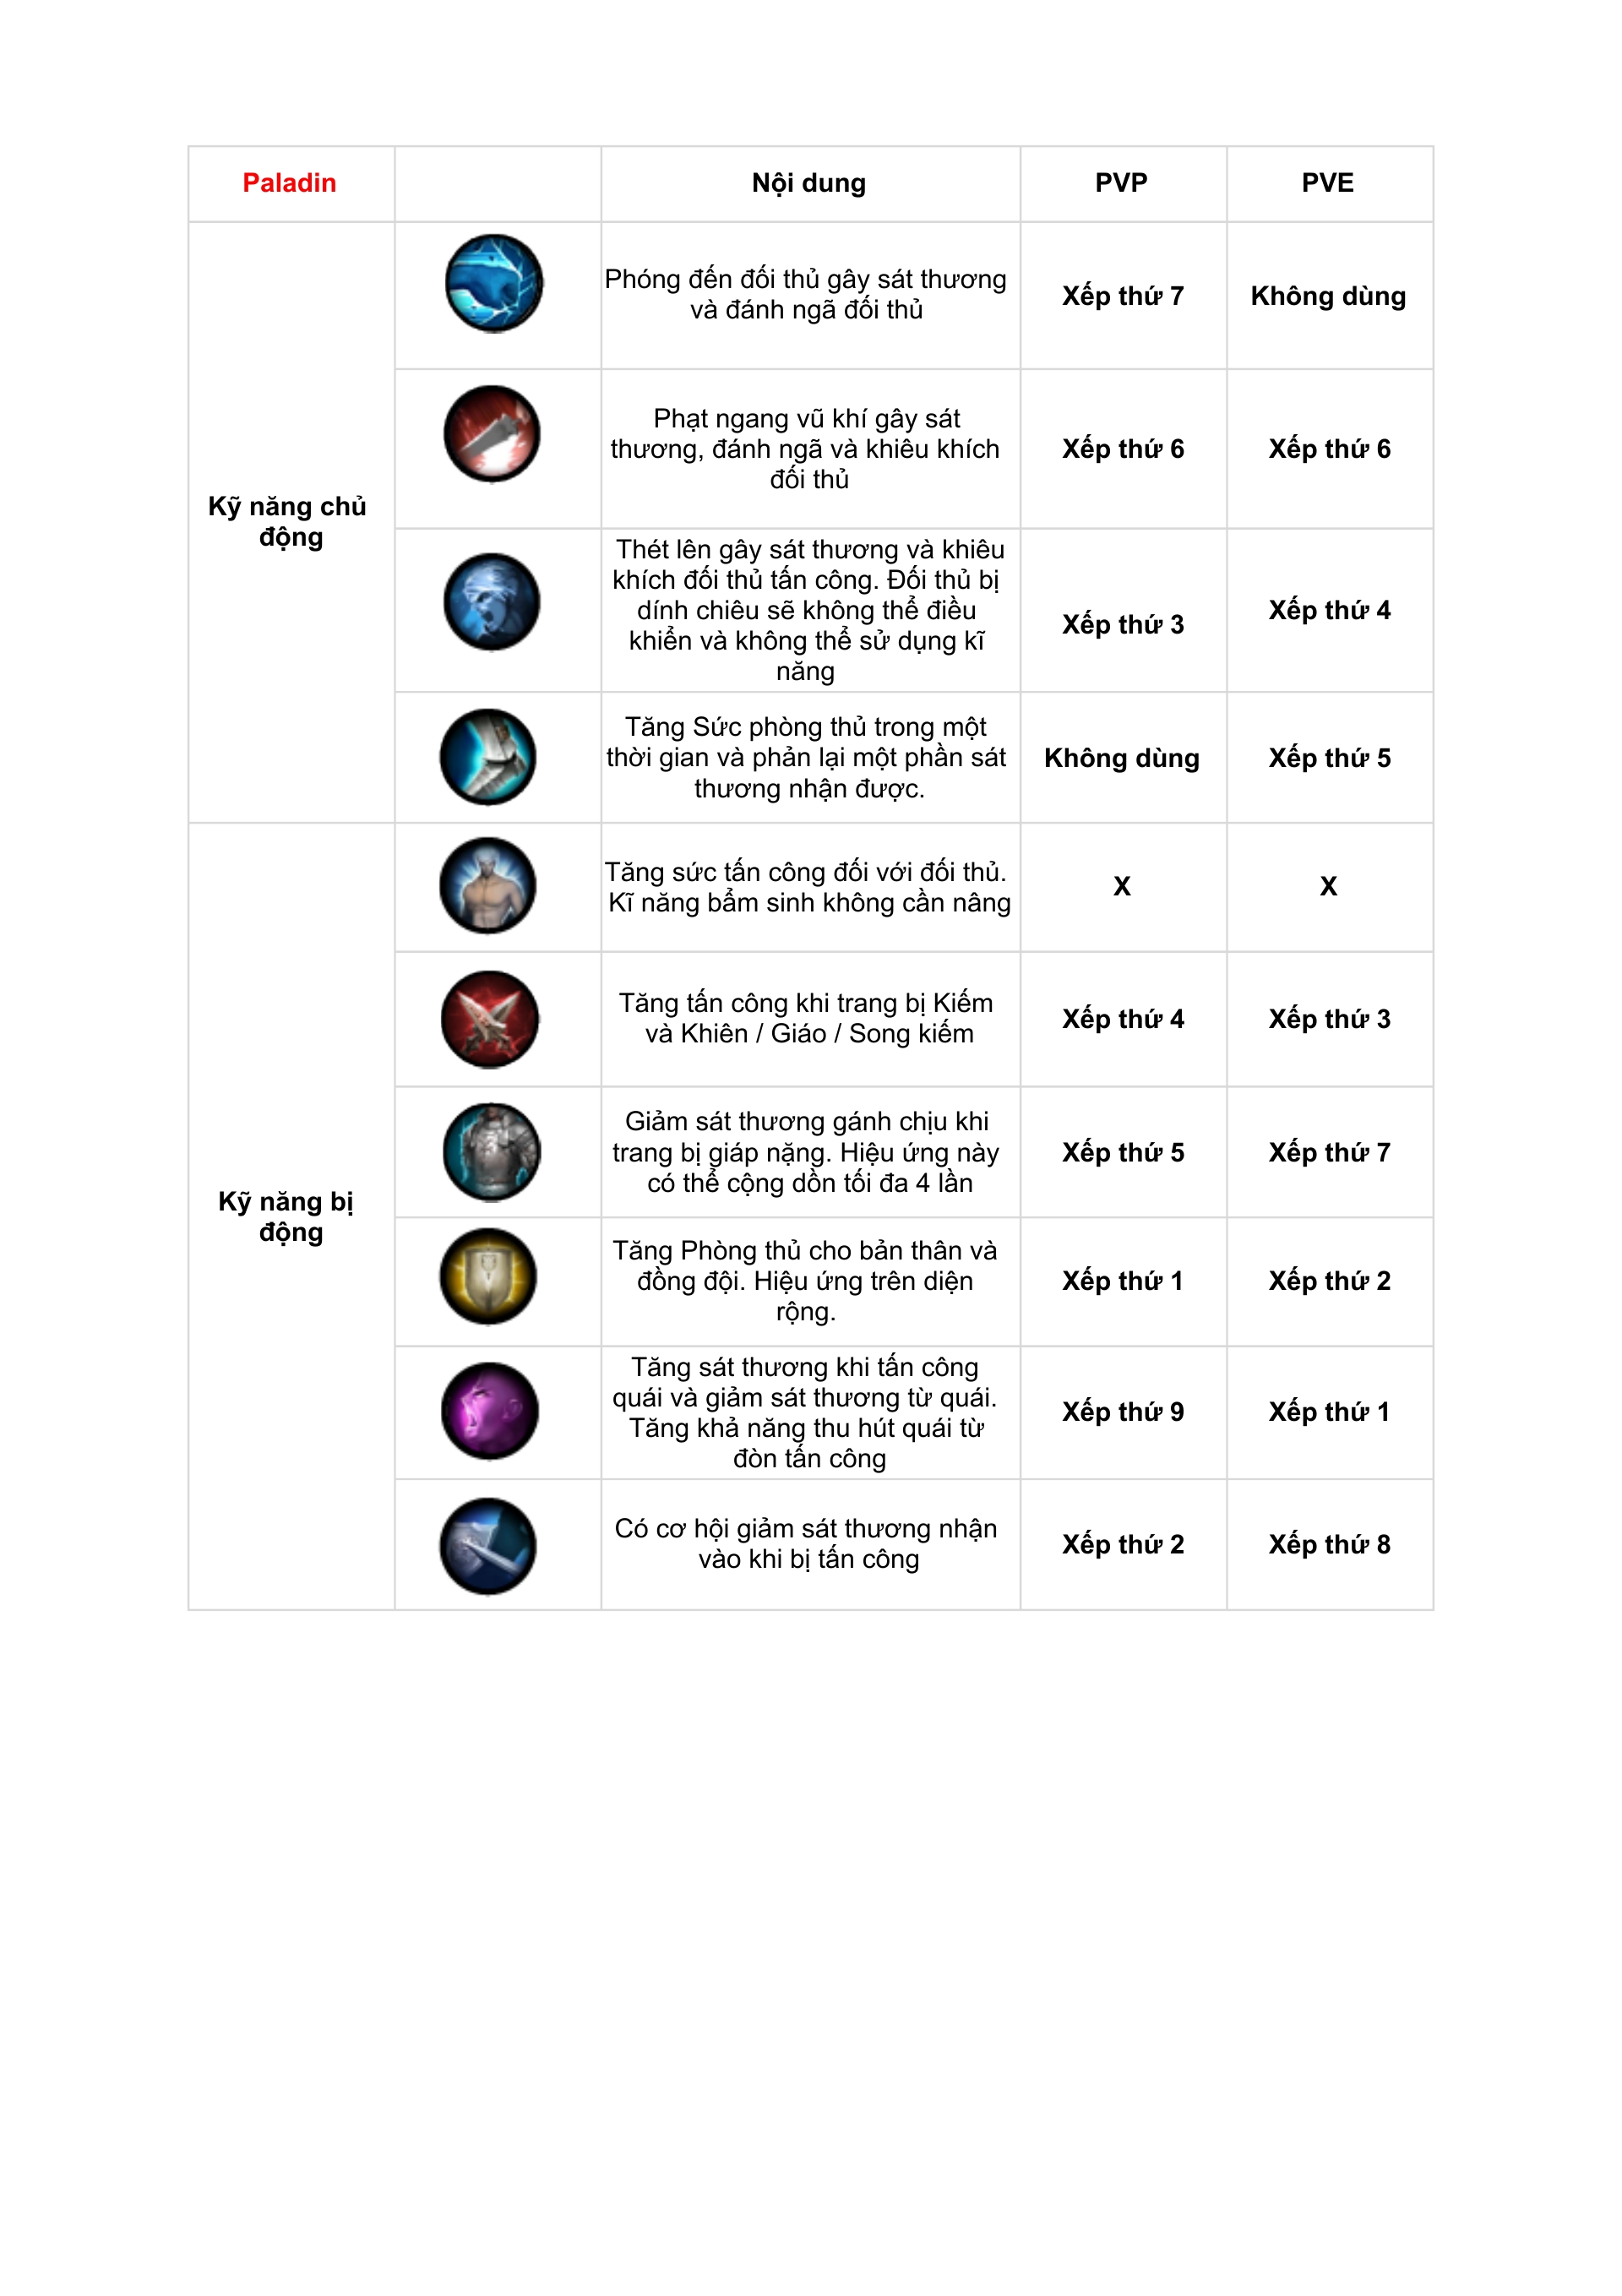 Paladin
Nội dung
PVP
PVE
Kỹ năng chủ
động
Phóng đến đối thủ gây sát thương
và đánh ngã đối thủ
Xếp thứ 7
Không dùng
Phạt ngang vũ khí gây sát
thương, đánh ngã và khiêu khích
đối thủ
Xếp thứ 6
Xếp thứ 6
Thét lên gây sát thương và khiêu
khích đối thủ tấn công. Đối thủ bị
dính chiêu sẽ không thể điều
khiển và không thể sử dụng kĩ
năng
Xếp thứ 3
Xếp thứ 4
Tăng Sức phòng thủ trong một
thời gian và phản lại một phần sát
thương nhận được.
Không dùng
Xếp thứ 5
Kỹ năng bị
động
Tăng sức tấn công đối với đối thủ.
Kĩ năng bẩm sinh không cần nâng
X
X
Tăng tấn công khi trang bị Kiếm
và Khiên / Giáo / Song kiếm
Xếp thứ 4
Xếp thứ 3
Giảm sát thương gánh chịu khi
trang bị giáp nặng. Hiệu ứng này
có thể cộng dồn tối đa 4 lần
Xếp thứ 5
Xếp thứ 7
Tăng Phòng thủ cho bản thân và
đồng đội. Hiệu ứng trên diện
rộng.
Xếp thứ 1
Xếp thứ 2
Tăng sát thương khi tấn công
quái và giảm sát thương từ quái.
Tăng khả năng thu hút quái từ
đòn tấn công
Xếp thứ 9
Xếp thứ 1
Có cơ hội giảm sát thương nhận
vào khi bị tấn công
Xếp thứ 2
Xếp thứ 8